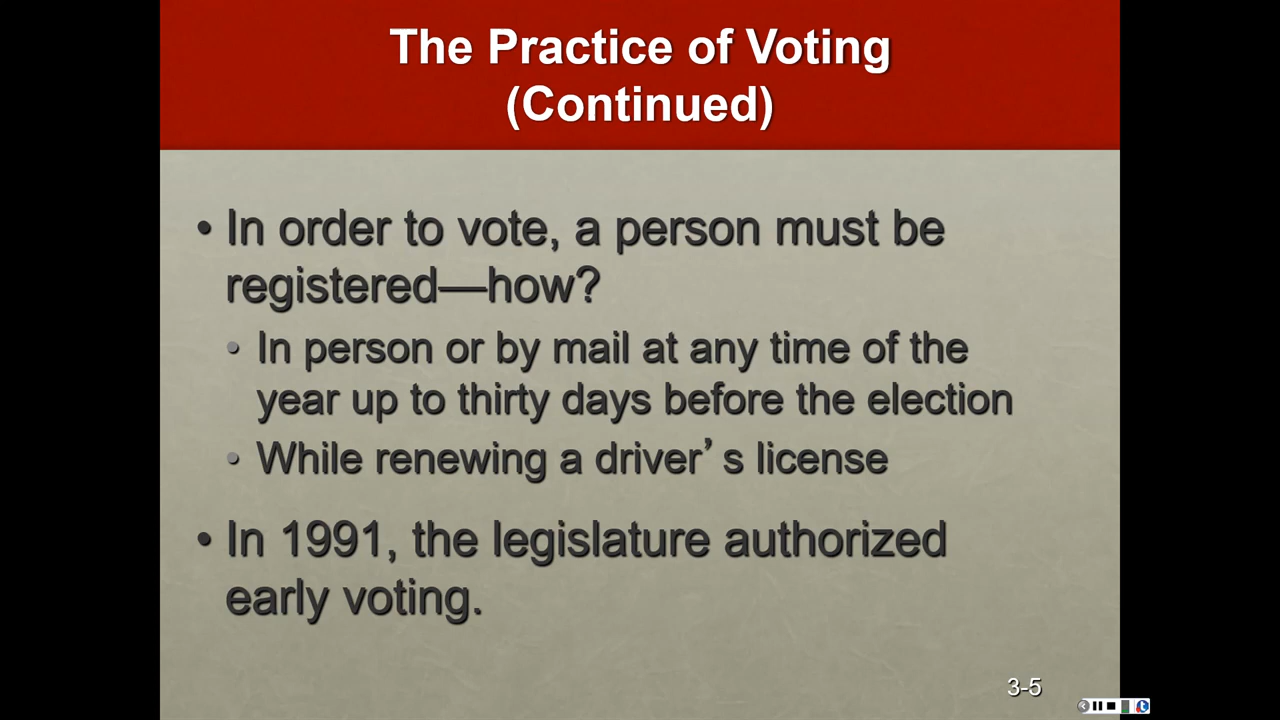 The Practice of Voting
(Continued)
• In order to vote, a person must be
registered—how?
• In person or by mail at any time of the
year up to thirty days before the election
• While renewing a driver’s license
• In 1991, the legislature authorized
early voting.
3-5